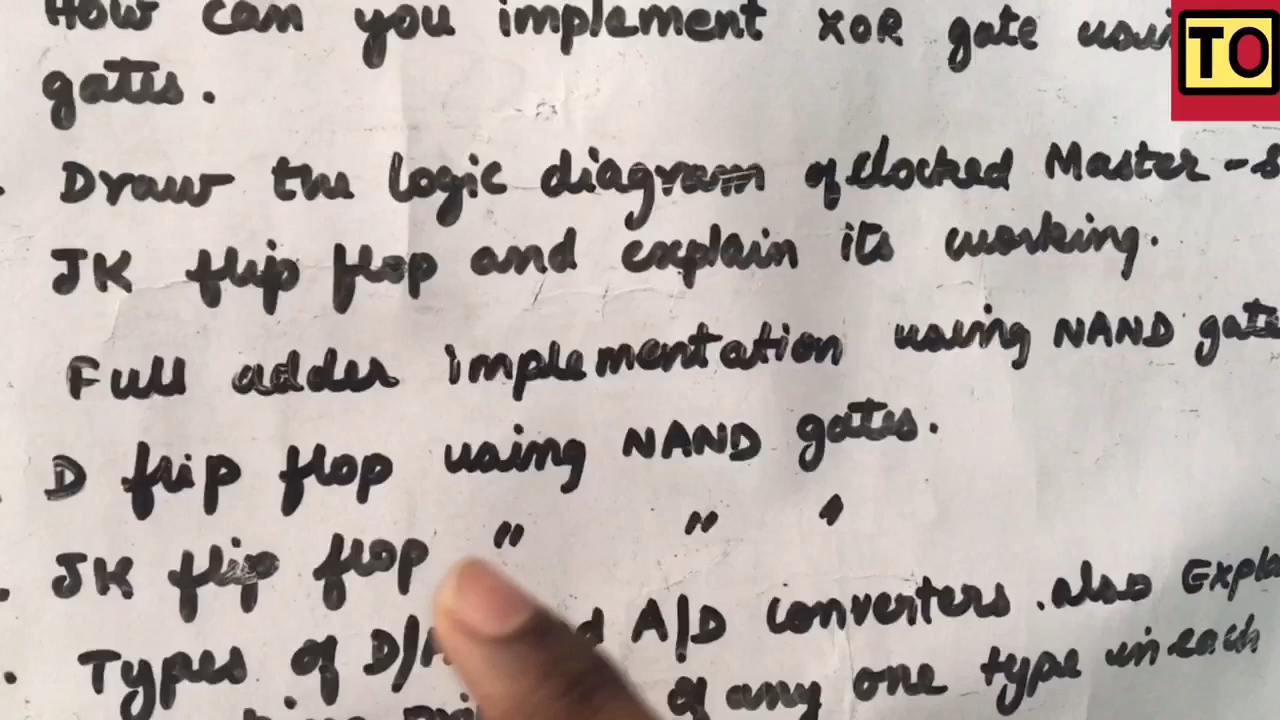 How can you implement XOR gate
TO
gates.
Draw the logic diagram of clocked Master -
JK flip flop and explain its working.
Full adder implementation using NAND gate
D flip flop using NAND gates.
JK flip flop " " "
Types of D/A A/D converters. also Expla
of any one type in each